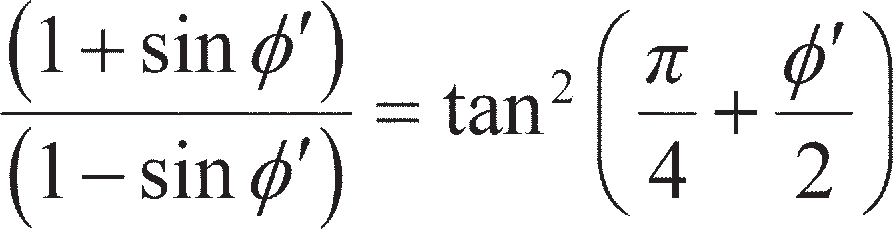 (1 + sin ϕ′) / (1 − sin ϕ′) = tan² (π/4 + ϕ′/2)